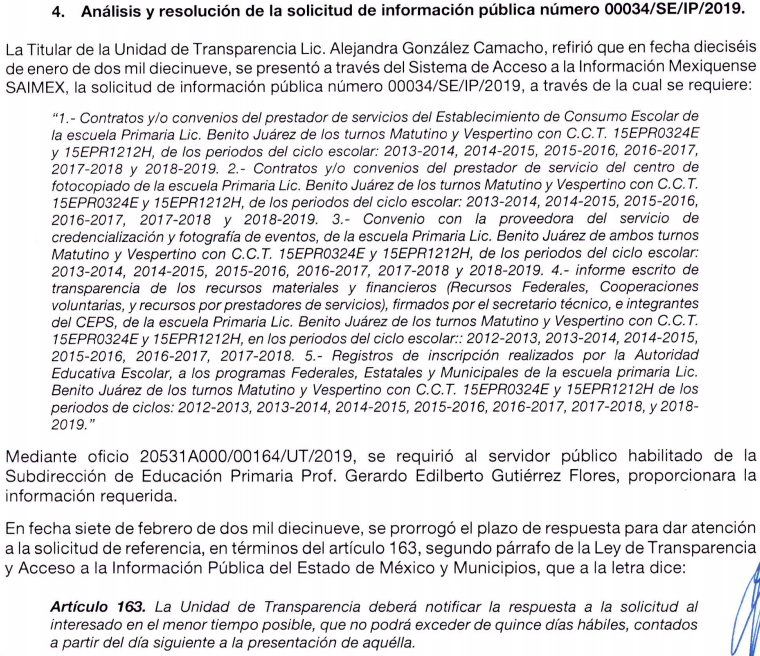 4. Análisis y resolución de la solicitud de información pública número 00034/SE/IP/2019.
La Titular de la Unidad de Transparencia Lic. Alejandra González Camacho, refirió que en fecha dieciséis
de enero de dos mil diecinueve, se presentó a través del Sistema de Acceso a la Información Mexiquense
SAIMEX, la solicitud de información pública número 00034/SE/IP/2019, a través de la cual se requiere:
“1.- Contratos y/o convenios del prestador de servicios del Establecimiento de Consumo Escolar de
la escuela Primaria Lic. Benito Juárez de los turnos Matutino y Vespertino con C.C.T. 15EPR0324E
y 15EPR1212H, de los periodos del ciclo escolar: 2013-2014, 2014-2015, 2015-2016, 2016-2017,
2017-2018 y 2018-2019. 2.- Contratos y/o convenios del prestador de servicio del centro de
fotocopiado de la escuela Primaria Lic. Benito Juárez de los turnos Matutino y Vespertino con C.C.T.
15EPR0324E y 15EPR1212H, de los periodos del ciclo escolar: 2013-2014, 2014-2015, 2015-2016,
2016-2017, 2017-2018 y 2018-2019. 3.- Convenio con la proveedora del servicio de
credencialización y fotografía de eventos, de la escuela Primaria Lic. Benito Juárez de ambos turnos
Matutino y Vespertino con C.C.T. 15EPR0324E y 15EPR1212H, de los periodos del ciclo escolar:
2013-2014, 2014-2015, 2015-2016, 2016-2017, 2017-2018 y 2018-2019. 4.- informe escrito de
transparencia de los recursos materiales y financieros (Recursos Federales, Cooperaciones
voluntarias, y recursos por prestadores de servicios), firmados por el secretario técnico, e integrantes
del CEPS, de la escuela Primaria Lic. Benito Juárez de los turnos Matutino y Vespertino con C.C.T.
15EPR0324E y 15EPR1212H, en los periodos del ciclo escolar:: 2012-2013, 2013-2014, 2014-2015,
2015-2016, 2016-2017, 2017-2018. 5.- Registros de inscripción realizados por la Autoridad
Educativa Escolar, a los programas Federales, Estatales y Municipales de la escuela primaria Lic.
Benito Juárez de los turnos Matutino y Vespertino con C.C.T. 15EPR0324E y 15EPR1212H de los
periodos de ciclos: 2012-2013, 2013-2014, 2014-2015, 2015-2016, 2016-2017, 2017-2018, y 2018-
2019.”
Mediante oficio 20531A000/00164/UT/2019, se requirió al servidor público habilitado de la
Subdirección de Educación Primaria Prof. Gerardo Edilberto Gutiérrez Flores, proporcionara la
información requerida.
En fecha siete de febrero de dos mil diecinueve, se prorrogó el plazo de respuesta para dar atención
a la solicitud de referencia, en términos del artículo 163, segundo párrafo de la Ley de Transparencia
y Acceso a la Información Pública del Estado de México y Municipios, que a la letra dice:
Artículo 163. La Unidad de Transparencia deberá notificar la respuesta a la solicitud al
interesado en el menor tiempo posible, que no podrá exceder de quince días hábiles, contados
a partir del día siguiente a la presentación de aquélla.